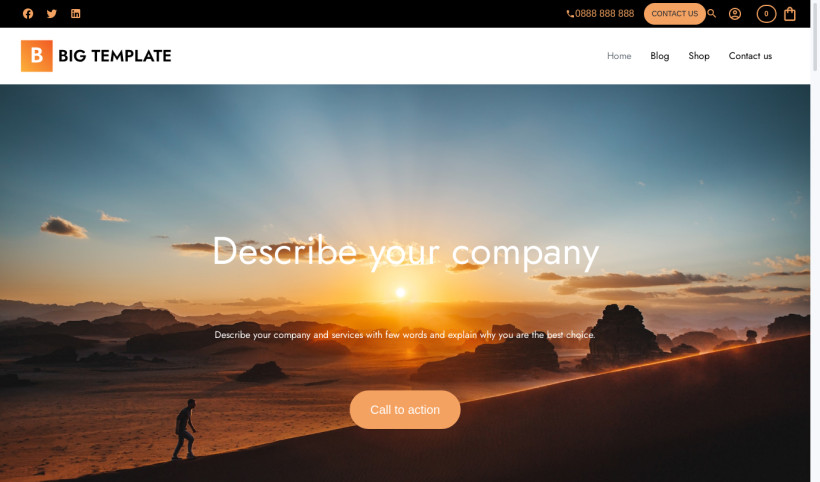 0888 888 888
CONTACT US
0
B BIG TEMPLATE
Home Blog Shop Contact us
Describe your company
Describe your company and services with few words and explain why you are the best choice.
Call to action